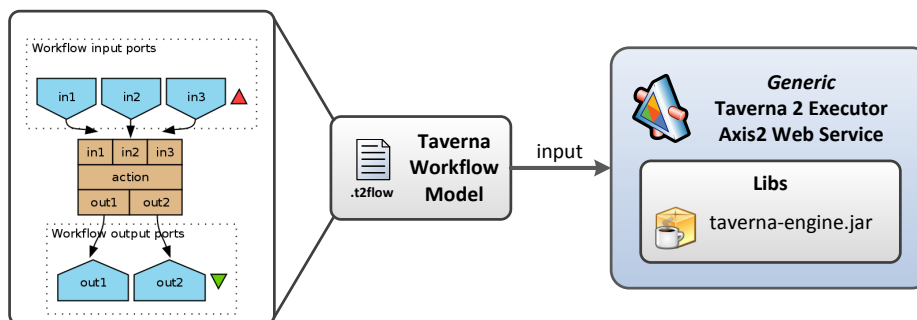 Workflow input ports
in1 in2 in3
in1 in2 in3
action
out1 out2
Workflow output ports
out1 out2
.t2flow
Taverna
Workflow
Model
input
Generic
Taverna 2 Executor
Axis2 Web Service
Libs
taverna-engine.jar